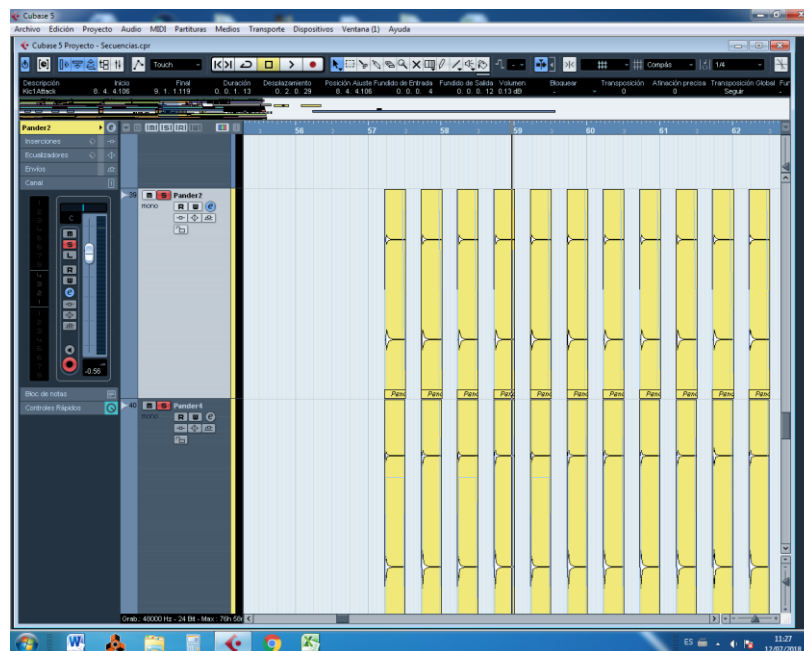 Cubase 5
Archivo Edición Proyecto Audio MIDI Partituras Medios Transporte Dispositivos Ventana (1) Ayuda
Cubase 5 Proyecto - Secuencias.cpr
Touch Compás 1/4
Descripción Inicio Final Duración Desplazamiento Posición Ajuste Fundido de Entrada Fundido de Salida Volumen Bloquear Transposición Afinación precisa Transposición Global
Kic1Attack 8. 4. 4.106 9. 1. 1.119 0. 0. 1. 13 0. 2. 0. 29 8. 4. 4.106 0. 0. 0. 4 0. 0. 0. 12 0.13 dB - 0 0 Seguir
Pander2
56 57 58 59 60 61 62
Inserciones
Ecualizadores
Envíos
Canal
39 m S Pander2
mono R W e
C
m
S
L
R
W
e
-0.56
Bloc de notas
Controles Rápidos
40 m S Pander4
mono R W e
Grab.: 48000 Hz - 24 Bit - Max.: 76h
ES 11:27
12/07/2018